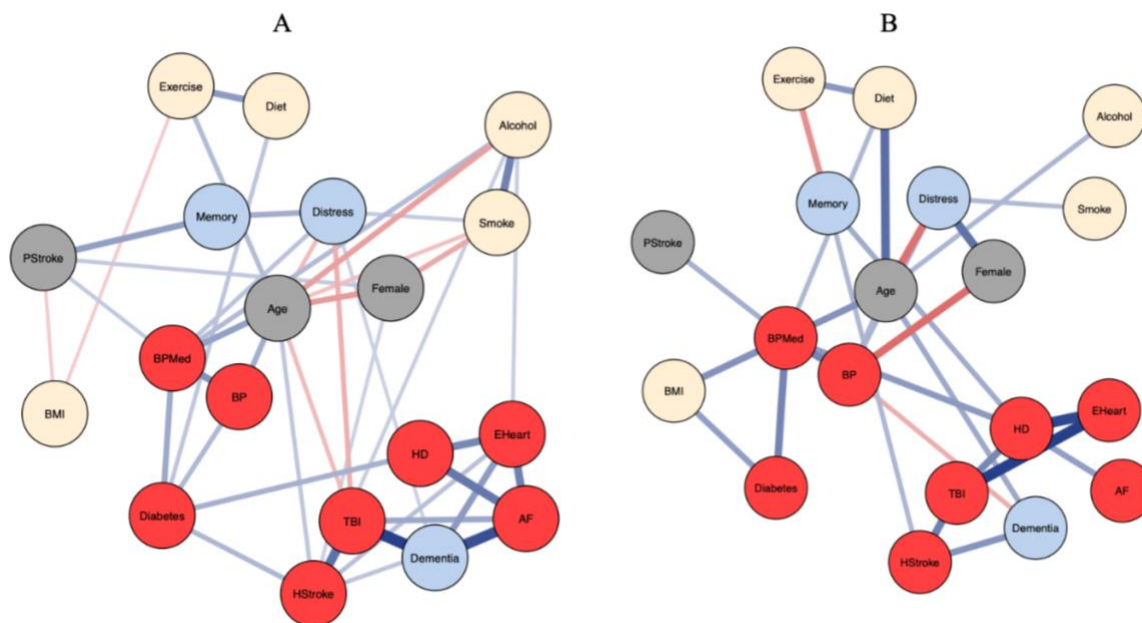 A
B
Exercise
Diet
Alcohol
Memory
Distress
Smoke
PStroke
Age
Female
BPMed
BP
BMI
HD
EHeart
Diabetes
TBI
AF
Dementia
HStroke
Exercise
Diet
Alcohol
Memory
Distress
Smoke
PStroke
Age
Female
BPMed
BP
BMI
HD
EHeart
Diabetes
TBI
AF
Dementia
HStroke